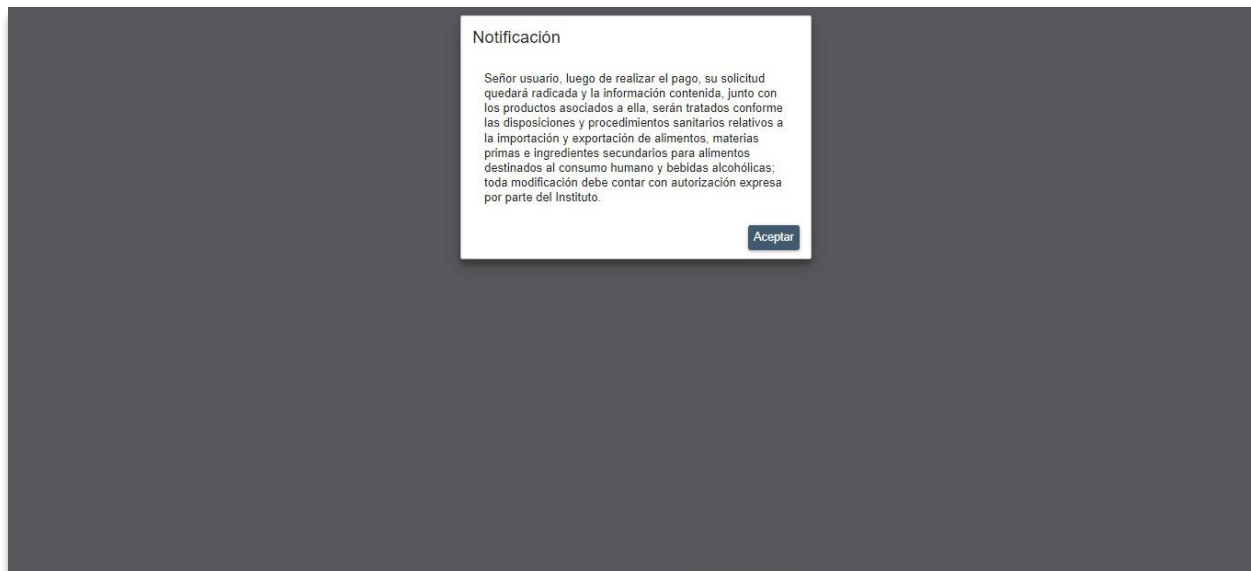 Notificación
Señor usuario, luego de realizar el pago, su solicitud
quedará radicada y la información contenida, junto con
los productos asociados a ella, serán tratados conforme
las disposiciones y procedimientos sanitarios relativos a
la importación y exportación de alimentos, materias
primas e ingredientes secundarios para alimentos
destinados al consumo humano y bebidas alcohólicas;
toda modificación debe contar con autorización expresa
por parte del Instituto.
Aceptar